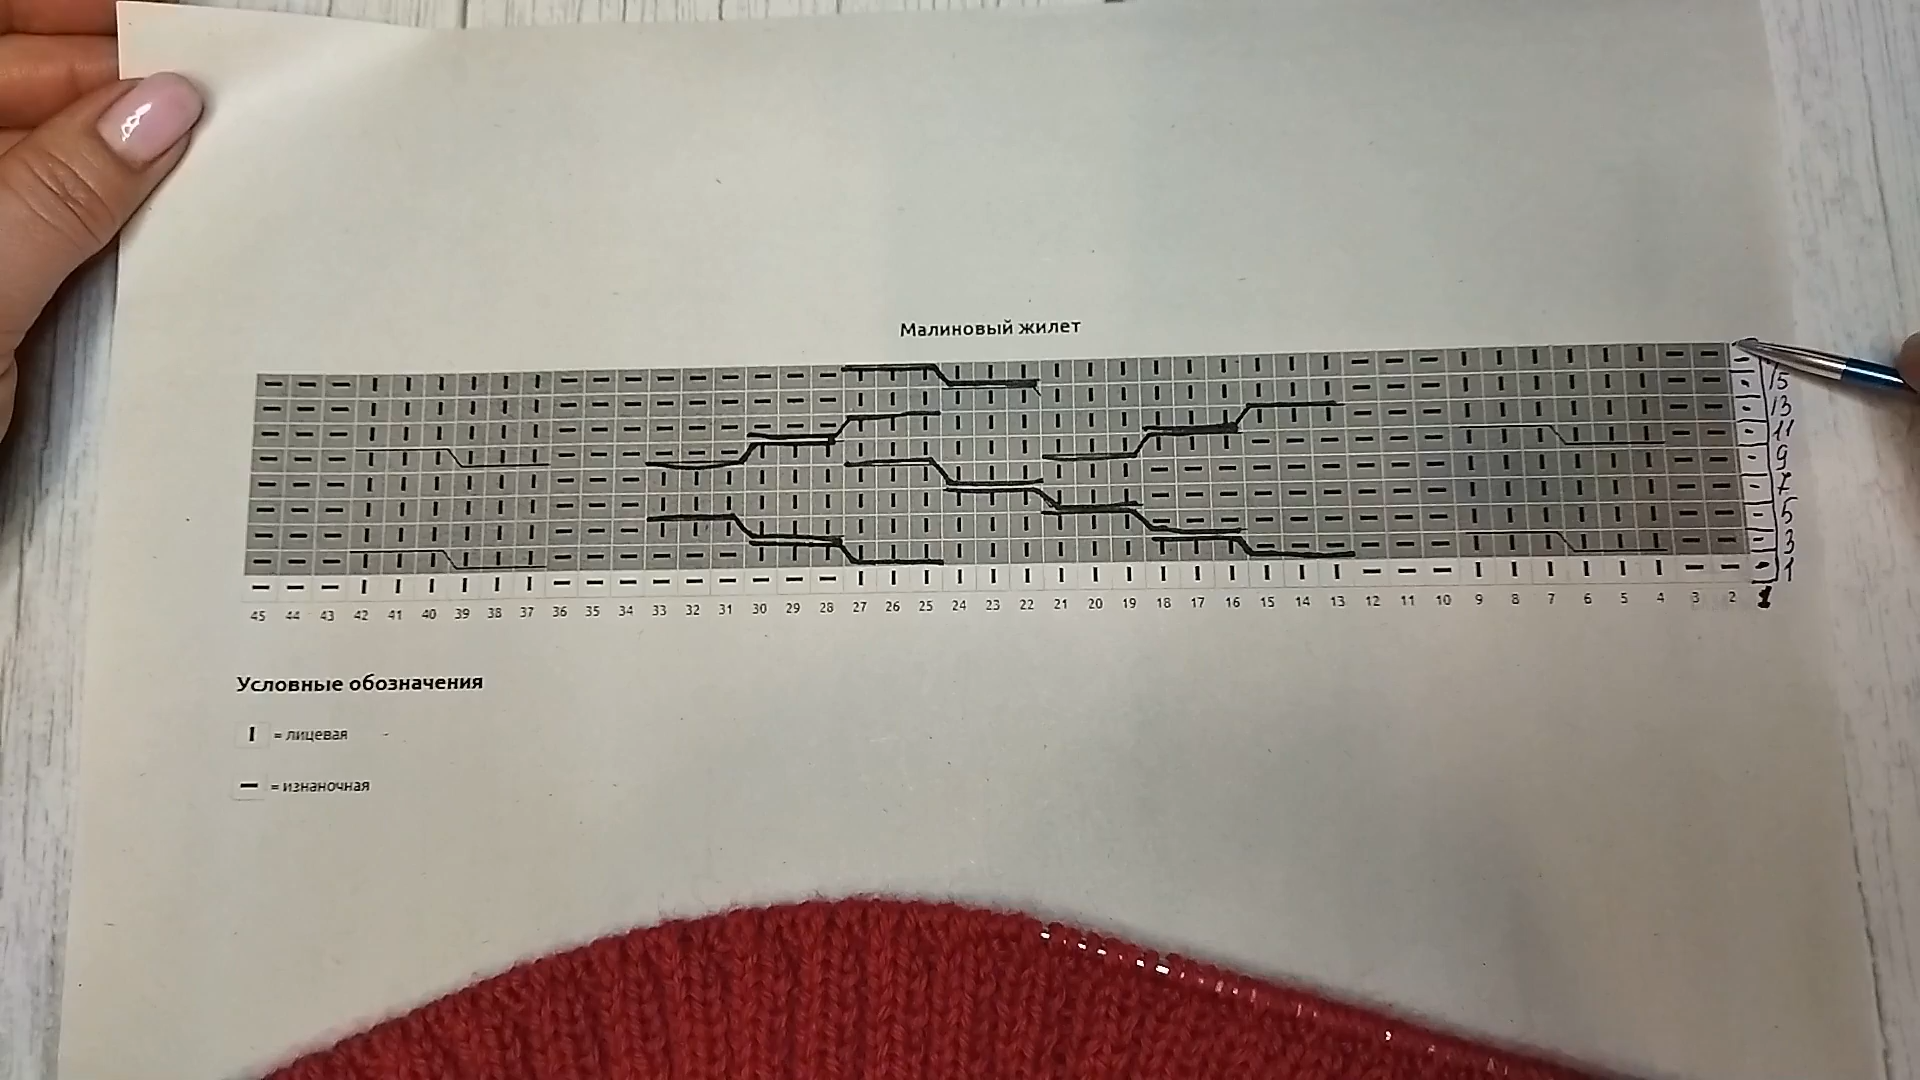 Малиновый жилет
15
13
11
9
7
5
3
1
45 44 43 42 41 40 39 38 37 36 35 34 33 32 31 30 29 28 27 26 25 24 23 22 21 20 19 18 17 16 15 14 13 12 11 10 9 8 7 6 5 4 3 2 1
Условные обозначения
I = лицевая
— = изнаночная